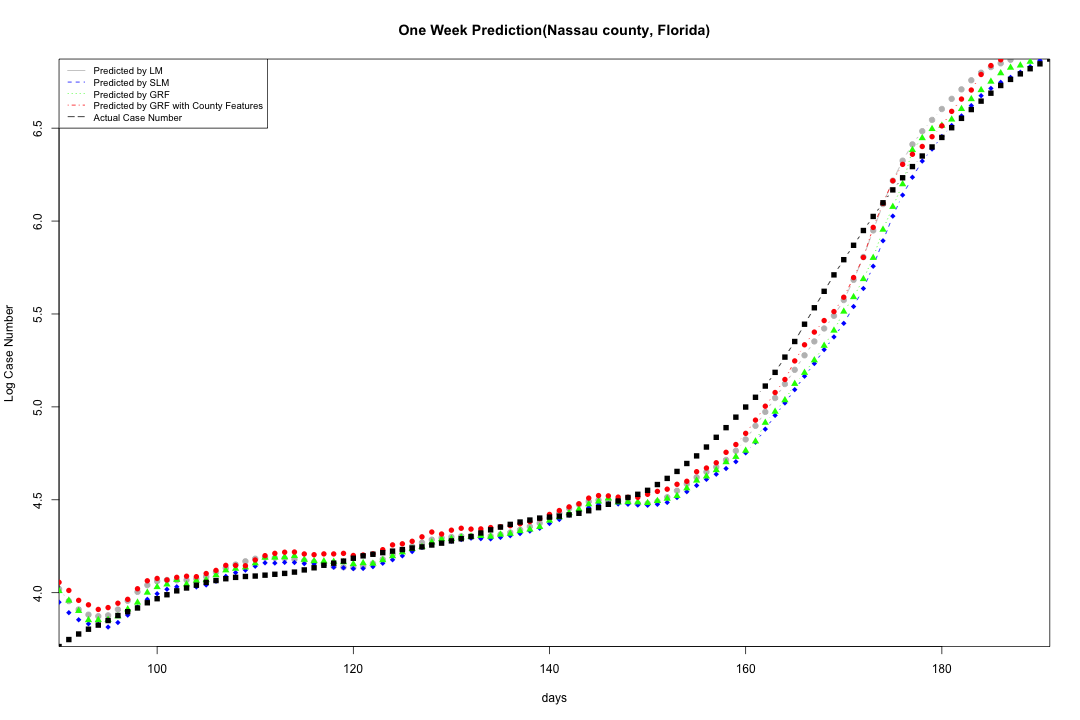 One Week Prediction(Nassau county, Florida)
Predicted by LM
Predicted by SLM
Predicted by GRF
Predicted by GRF with County Features
Actual Case Number
Log Case Number
6.5
6.0
5.5
5.0
4.5
4.0
100 120 140 160 180
days